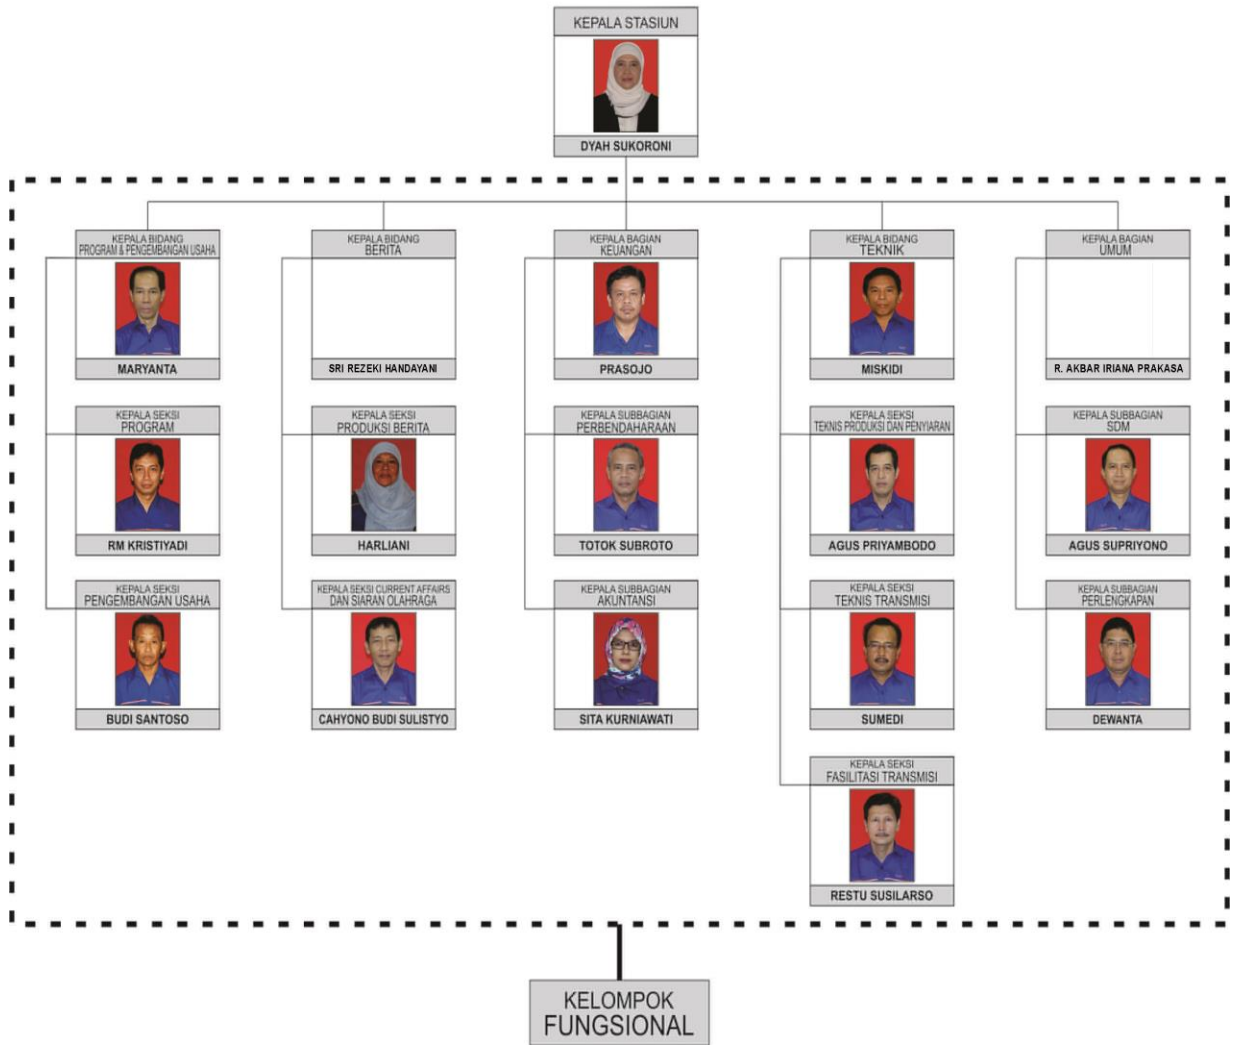 KEPALA STASIUN
DYAH SUKORONI
KEPALA BIDANG
PROGRAM & PENGEMBANGAN USAHA
MARYANTA
KEPALA BIDANG
BERITA
SRI REZEKI HANDAYANI
KEPALA BAGIAN
KEUANGAN
PRASOJO
KEPALA BIDANG
TEKNIK
MISKIDI
KEPALA BAGIAN
UMUM
R. AKBAR IRIANA PRAKASA
KEPALA SEKSI
PROGRAM
RM KRISTIYADI
KEPALA SEKSI
PRODUKSI BERITA
HARLIANI
KEPALA SUBBAGIAN
PERBENDAHARAAN
TOTOK SUBROTO
KEPALA SEKSI
TEKNIS PRODUKSI DAN PENYIARAN
AGUS PRIYAMBODO
KEPALA SUBBAGIAN
SDM
AGUS SUPRIYONO
KEPALA SEKSI
PENGEMBANGAN USAHA
BUDI SANTOSO
KEPALA SEKSI CURRENT AFFAIRS
DAN SIARAN OLAHRAGA
CAHYONO BUDI SULISTYO
KEPALA SUBBAGIAN
AKUNTANSI
SITA KURNIAWATI
KEPALA SEKSI
TEKNIS TRANSMISI
SUMEDI
KEPALA SUBBAGIAN
PERLENGKAPAN
DEWANTA
KEPALA SEKSI
FASILITASI TRANSMISI
RESTU SUSILARSO
KELOMPOK
FUNGSIONAL